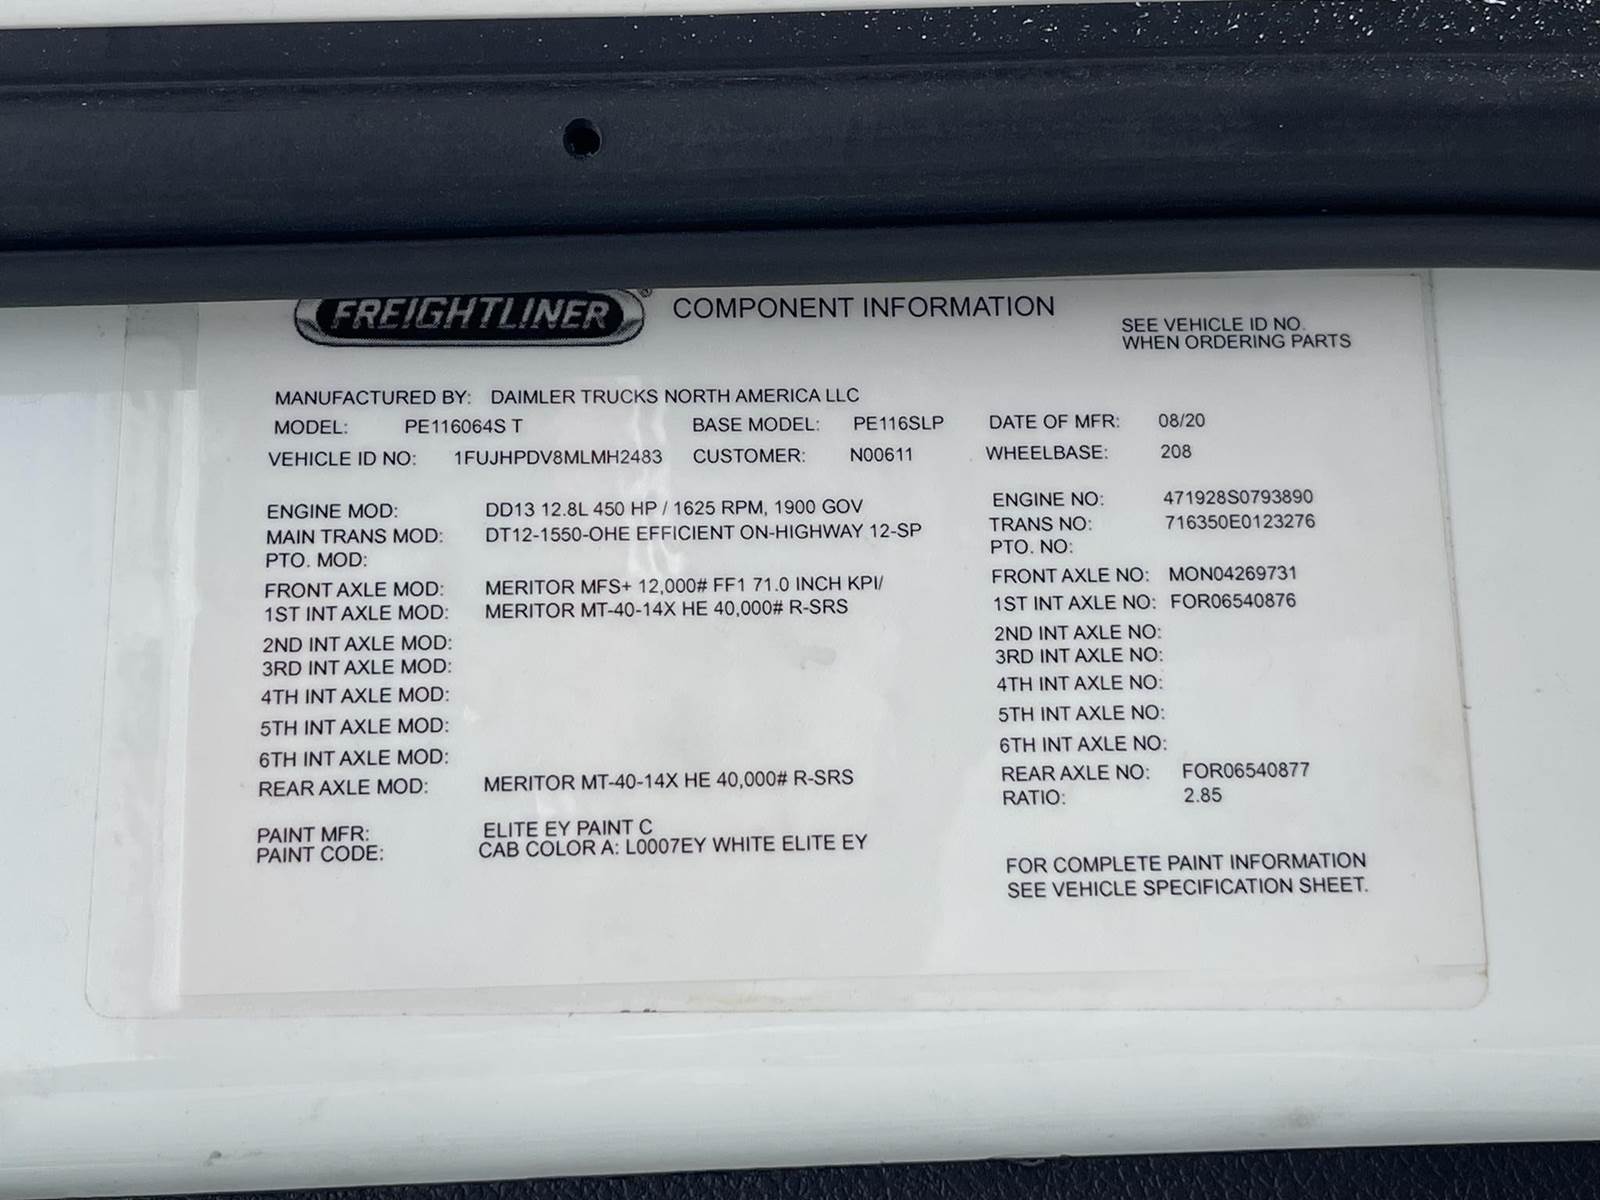 FREIGHTLINER® COMPONENT INFORMATION
SEE VEHICLE ID NO.
WHEN ORDERING PARTS
MANUFACTURED BY: DAIMLER TRUCKS NORTH AMERICA LLC
MODEL: PE116064S T BASE MODEL: PE116SLP DATE OF MFR: 08/20
VEHICLE ID NO: 1FUJHPDV8MLMH2483 CUSTOMER: N00611 WHEELBASE: 208
ENGINE MOD: DD13 12.8L 450 HP / 1625 RPM, 1900 GOV ENGINE NO: 471928S0793890
MAIN TRANS MOD: DT12-1550-OHE EFFICIENT ON-HIGHWAY 12-SP TRANS NO: 716350E0123276
PTO. MOD: PTO. NO:
FRONT AXLE MOD: MERITOR MFS+ 12,000# FF1 71.0 INCH KPI/ FRONT AXLE NO: MON04269731
1ST INT AXLE MOD: MERITOR MT-40-14X HE 40,000# R-SRS 1ST INT AXLE NO: FOR06540876
2ND INT AXLE MOD: 2ND INT AXLE NO:
3RD INT AXLE MOD: 3RD INT AXLE NO:
4TH INT AXLE MOD: 4TH INT AXLE NO:
5TH INT AXLE MOD: 5TH INT AXLE NO:
6TH INT AXLE MOD: 6TH INT AXLE NO:
REAR AXLE MOD: MERITOR MT-40-14X HE 40,000# R-SRS REAR AXLE NO: FOR06540877
RATIO: 2.85
PAINT MFR: ELITE EY PAINT C
PAINT CODE: CAB COLOR A: L0007EY WHITE ELITE EY
FOR COMPLETE PAINT INFORMATION
SEE VEHICLE SPECIFICATION SHEET.